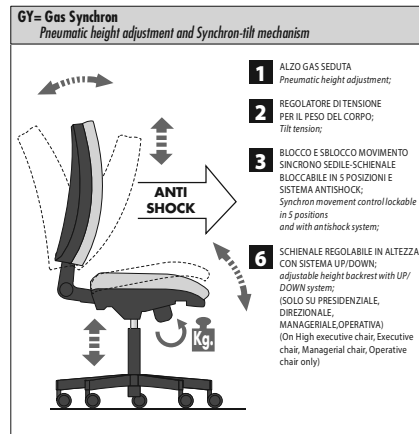 GY= Gas Synchron
Pneumatic height adjustment and Synchron-tilt mechanism
1
ALZO GAS SEDUTA
Pneumatic height adjustment;
2
REGOLATORE DI TENSIONE
PER IL PESO DEL CORPO;
Tilt tension;
3
BLOCCO E SBLOCCO MOVIMENTO
SINCRONO SEDILE-SCHIENALE
BLOCCABILE IN 5 POSIZIONI E
SISTEMA ANTISHOCK;
Synchron movement control lockable
in 5 positions
and with antishock system;
6
SCHIENALE REGOLABILE IN ALTEZZA
CON SISTEMA UP/DOWN;
adjustable height backrest with UP/
DOWN system;
(SOLO SU PRESIDENZIALE,
DIREZIONALE,
MANAGERIALE,OPERATIVA)
(On High executive chair, Executive
chair, Managerial chair, Operative
chair only)
ANTI
SHOCK
Kg.